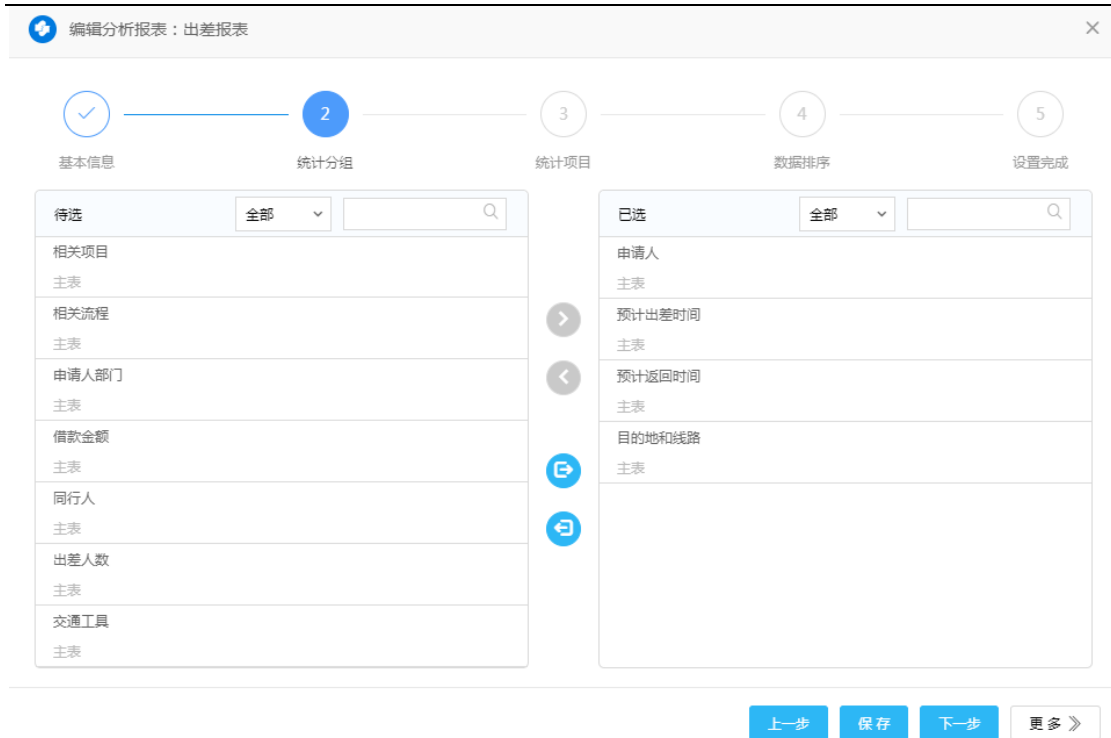 编辑分析报表：出差报表
2 3 4 5
基本信息 统计分组 统计项目 数据排序 设置完成
待选 全部
相关项目
主表
相关流程
主表
申请人部门
主表
借款金额
主表
同行人
主表
出差人数
主表
交通工具
主表
已选 全部
申请人
主表
预计出差时间
主表
预计返回时间
主表
目的地和线路
主表
上一步 保存 下一步 更多 》